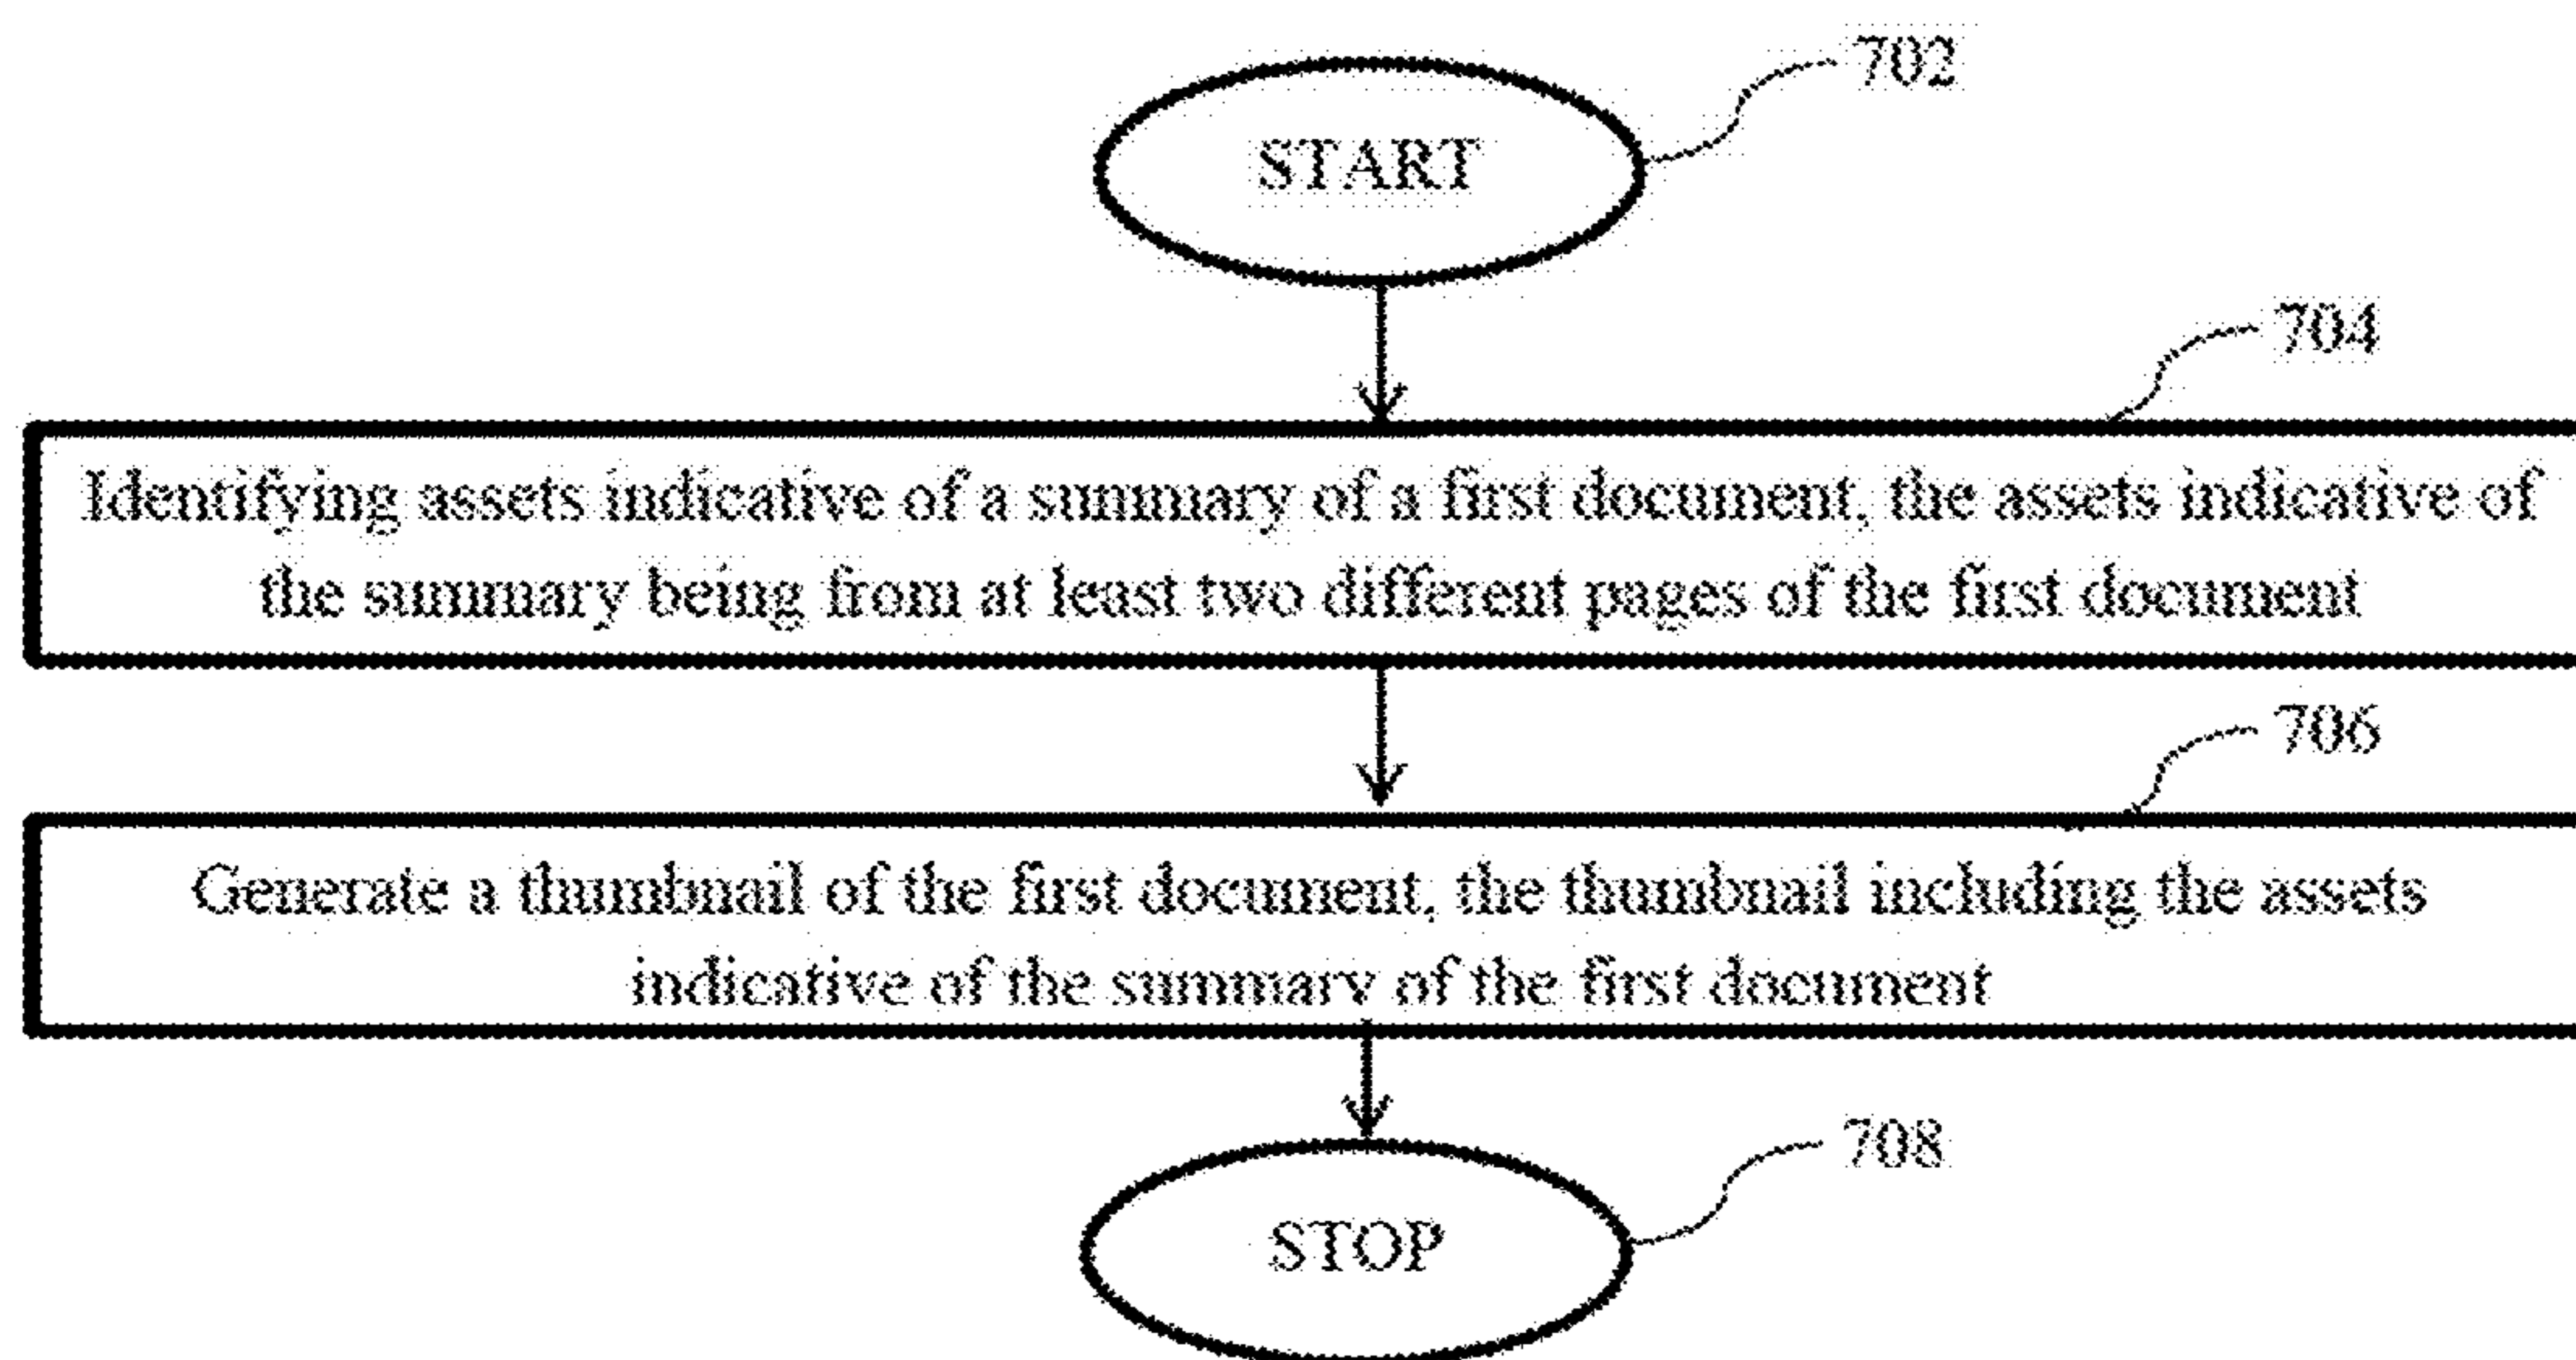 702
START
704
Identifying assets indicative of a summary of a first document, the assets indicative of
the summary being from at least two different pages of the first document
706
Generate a thumbnail of the first document, the thumbnail including the assets
indicative of the summary of the first document
708
STOP